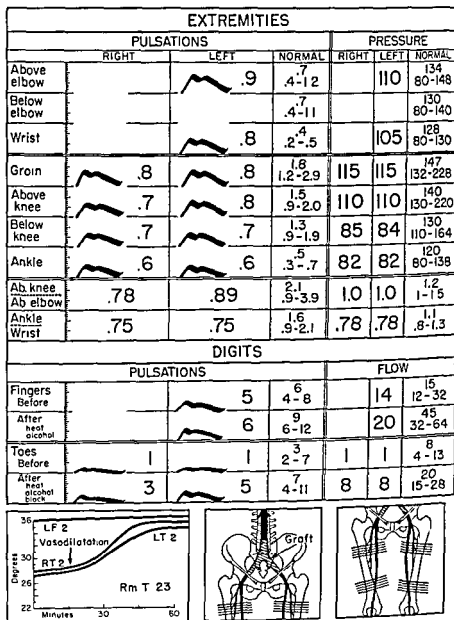 EXTREMITIES
PULSATIONS PRESSURE
RIGHT LEFT NORMAL RIGHT LEFT NORMAL
Above elbow .9 .7 .4-1.2 110 134 80-148
Below elbow .7 .4-1.1 130 80-140
Wrist .8 .4 .2-.5 105 128 80-130
Groin .8 .8 1.8 1.2-2.9 115 115 147 132-228
Above knee .7 .8 1.5 .9-2.0 110 110 140 130-220
Below knee .7 .7 1.3 .9-1.9 85 84 130 110-164
Ankle .6 .6 .5 .3-.7 82 82 120 80-138
Ab. knee Ab elbow .78 .89 2.1 .9-3.9 1.0 1.0 1.2 1-1.5
Ankle Wrist .75 .75 1.6 .9-2.1 .78 .78 1.1 .8-1.3
DIGITS
PULSATIONS FLOW
Fingers Before 5 6 4-8 14 15 12-32
After heat alcohol 6 9 6-12 20 45 32-64
Toes Before 1 1 3 2-7 1 1 8 4-13
After heat alcohol block 3 5 7 4-11 8 8 20 15-28
36
LF 2
Vasodilatation
LT 2
RT 2
Rm T 23
22
Degrees
0 30 60
Minutes
Graft